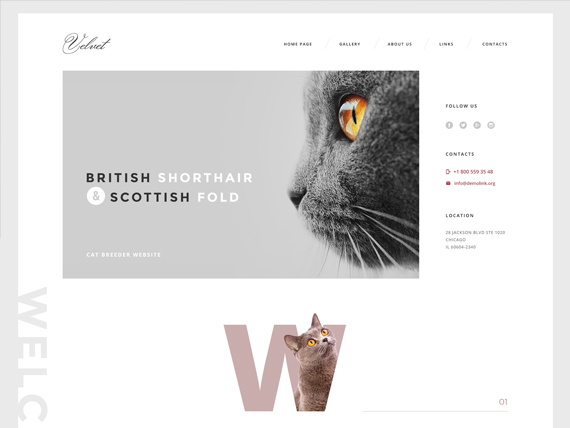 Velvet
HOME PAGE / GALLERY / ABOUT US / LINKS / CONTACTS
BRITISH SHORTHAIR
& SCOTTISH FOLD
CAT BREEDER WEBSITE
FOLLOW US
CONTACTS
+1 800 559 35 48
info@demolink.org
LOCATION
28 JACKSON BLVD STE 1020
CHICAGO
IL 60604-2340
WELC
W
01